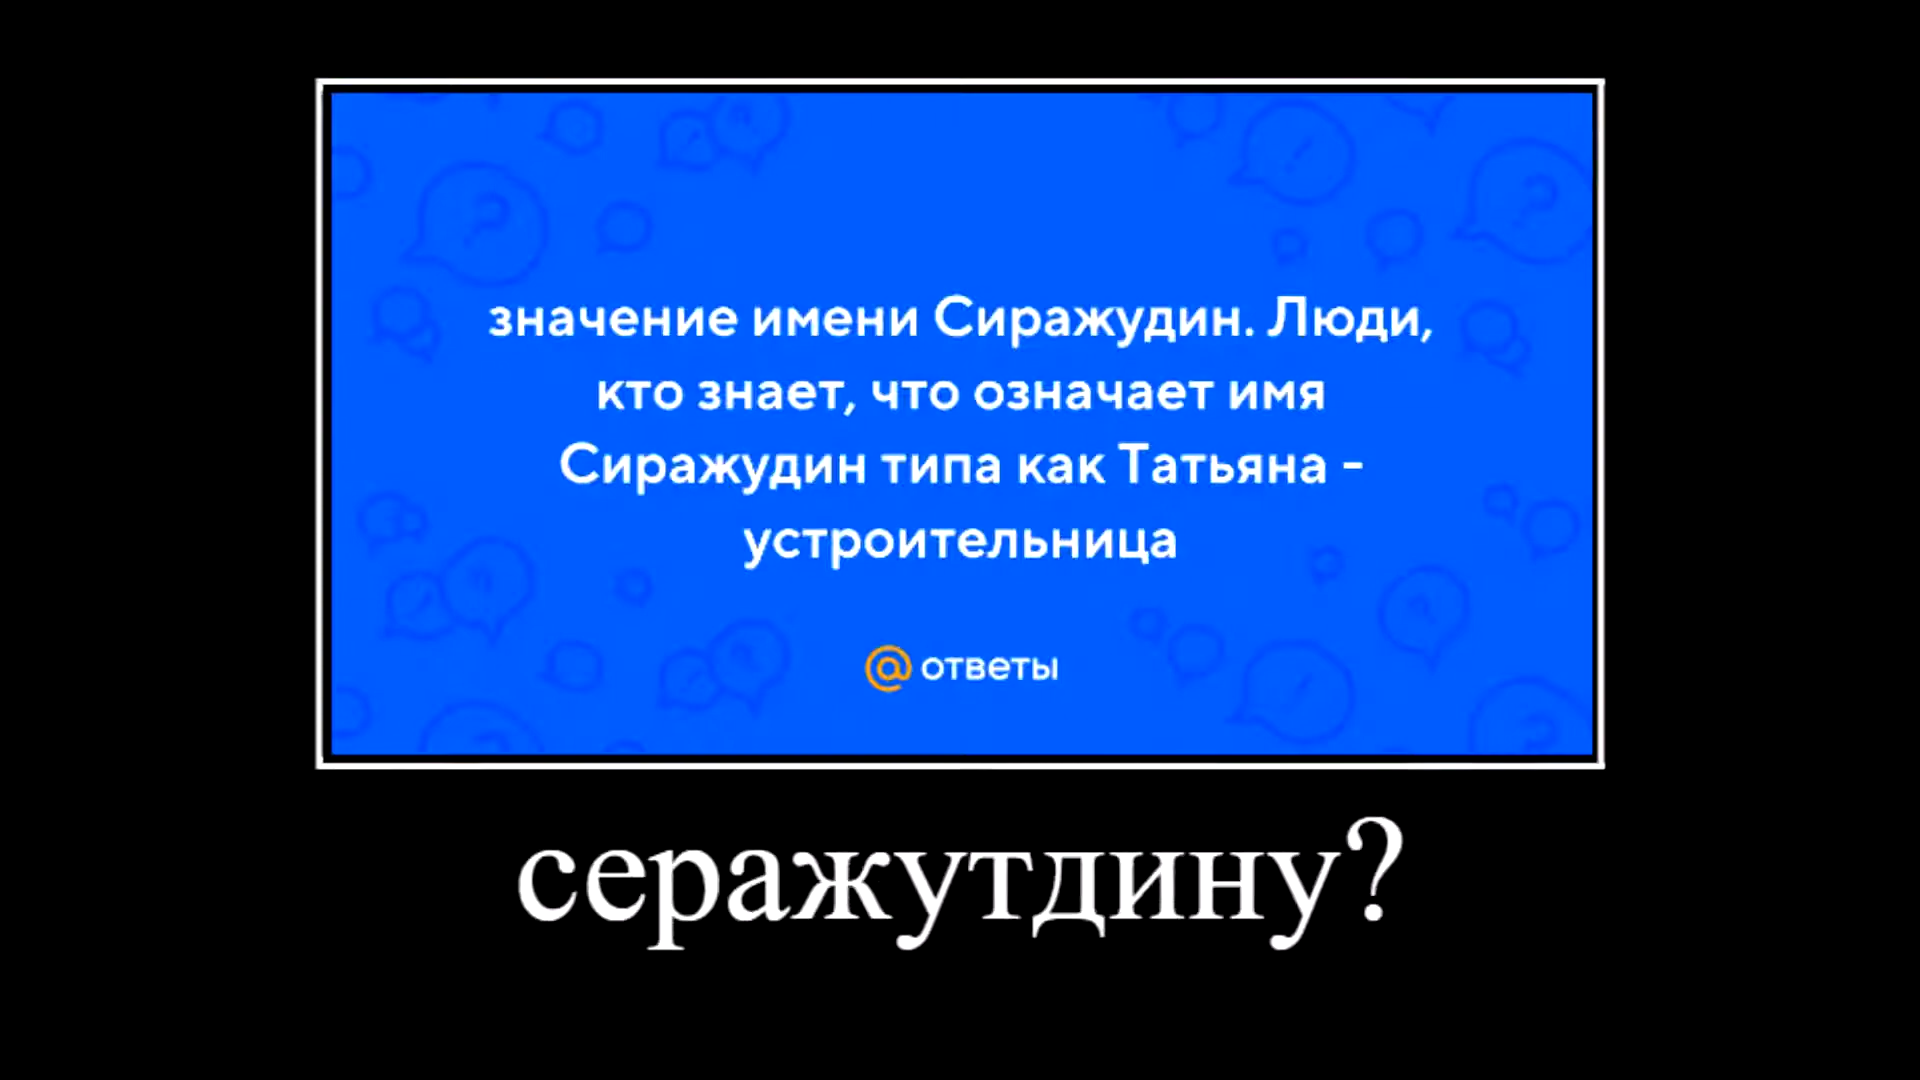 значение имени Сиражудин. Люди,
кто знает, что означает имя
Сиражудин типа как Татьяна -
устроительница
@ ответы
серажутдину?